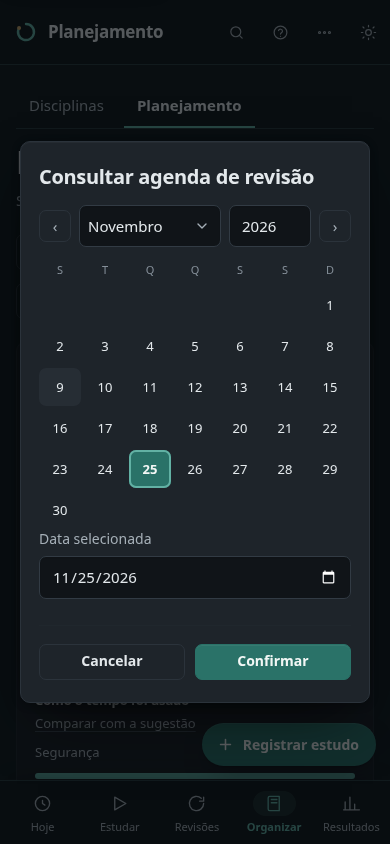 Planejamento
Disciplinas Planejamento
Consultar agenda de revisão
‹ Novembro 2026 ›
S T Q Q S S D
1
2 3 4 5 6 7 8
9 10 11 12 13 14 15
16 17 18 19 20 21 22
23 24 25 26 27 28 29
30
Data selecionada
11/25/2026
Cancelar Confirmar
Comparar com a sugestão
+ Registrar estudo
Segurança
Hoje Estudar Revisões Organizar Resultados